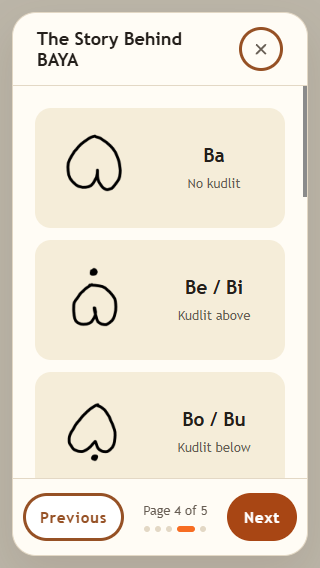 The Story Behind
BAYA
ᜊ
Ba
No kudlit
ᜊᜒ
Be / Bi
Kudlit above
ᜊᜓ
Bo / Bu
Kudlit below
Previous
Page 4 of 5
Next